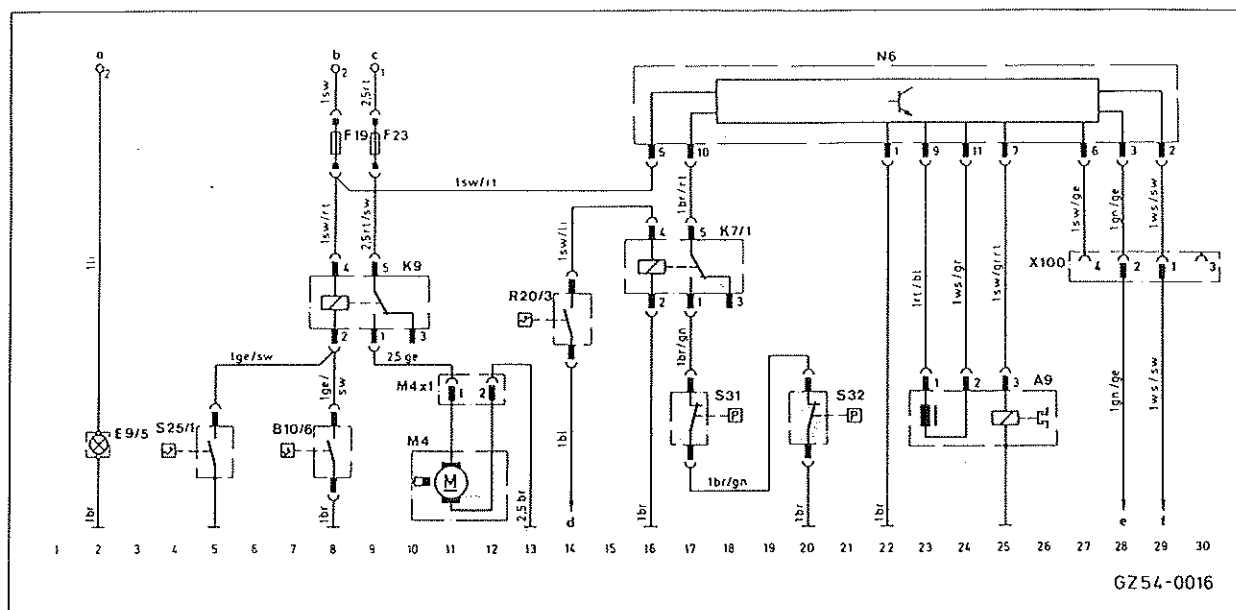 a b c N6
2 2 1
1sw 2,5rt
F19 F23
5 10 1 9 11 7 6 3 2
1sw/rt
1li 1sw/rt 2,5rt/sw 1sw/li 1br/rt 1rt/bl 1ws/gr 1sw/grrt 1sw/ge 1gn/ge 1ws/sw
4 5 K9
4 5 K7/1
X100 4 2 1 3
R20/3
2 1 3
2 1 3
1ge/sw 2,5 ge
1ge/sw
1br/gn
M4x1 1 2
1 2 3 A9
S31 P S32 P
E9/5 S25/1 B10/6 M4
M
1bl
1br/gn
1gn/ge 1ws/sw
1br 1br 2,5 br 1br 1br 1br
d e f
1 2 3 4 5 6 7 8 9 10 11 12 13 14 15 16 17 18 19 20 21 22 23 24 25 26 27 28 29 30
GZ54-0016